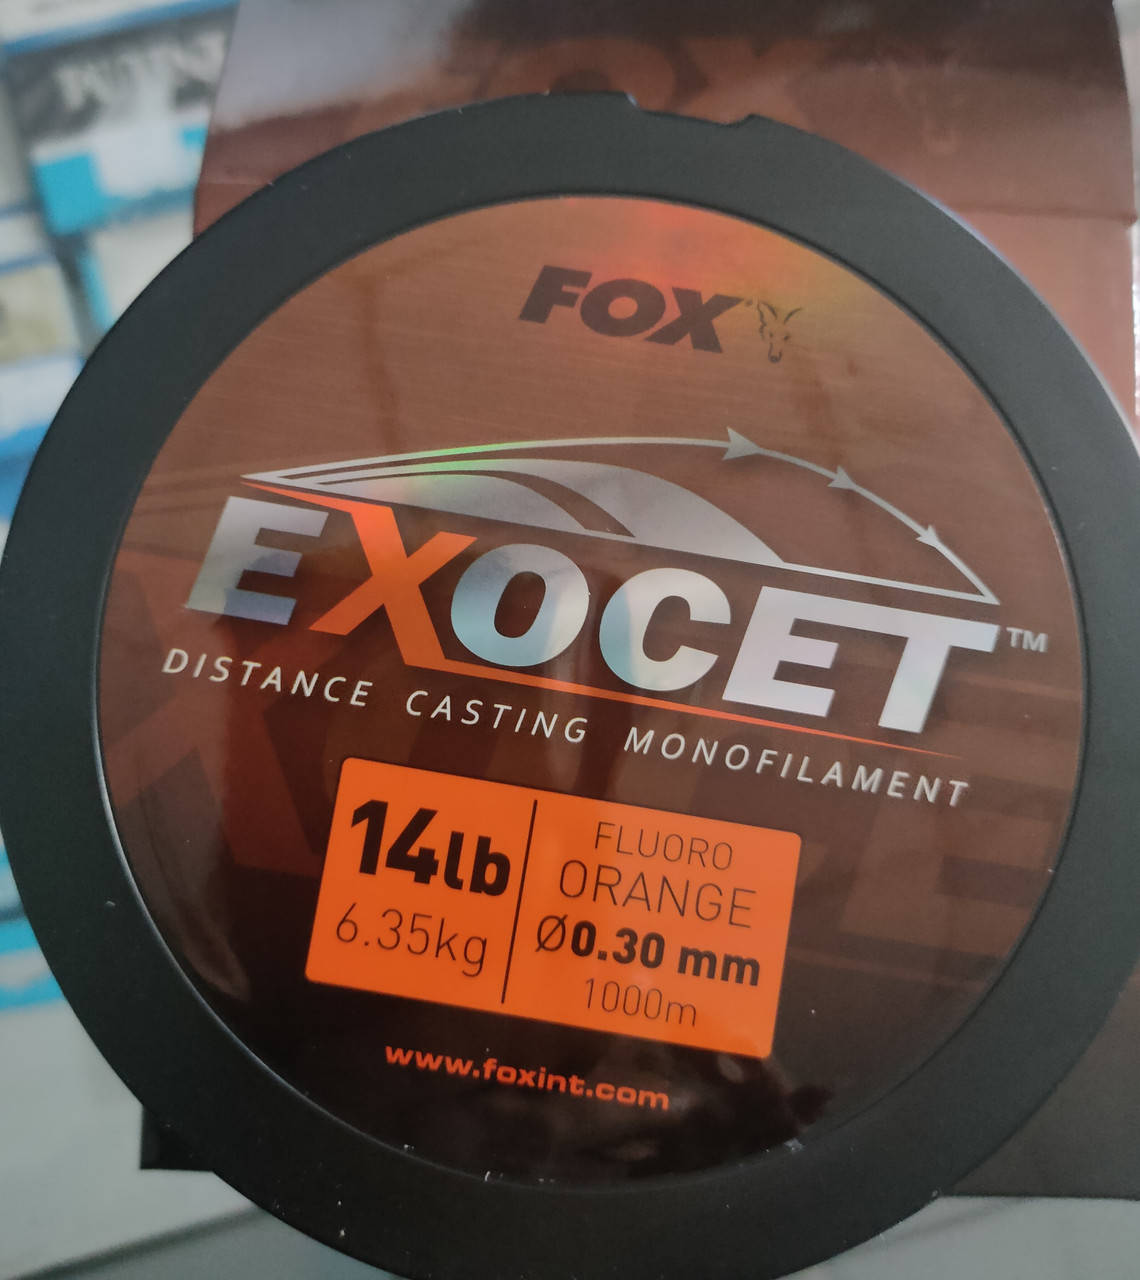 FOX
EXOCET™
DISTANCE CASTING MONOFILAMENT
14lb
6.35kg
FLUORO
ORANGE
Ø0.30 mm
1000m
www.foxint.com